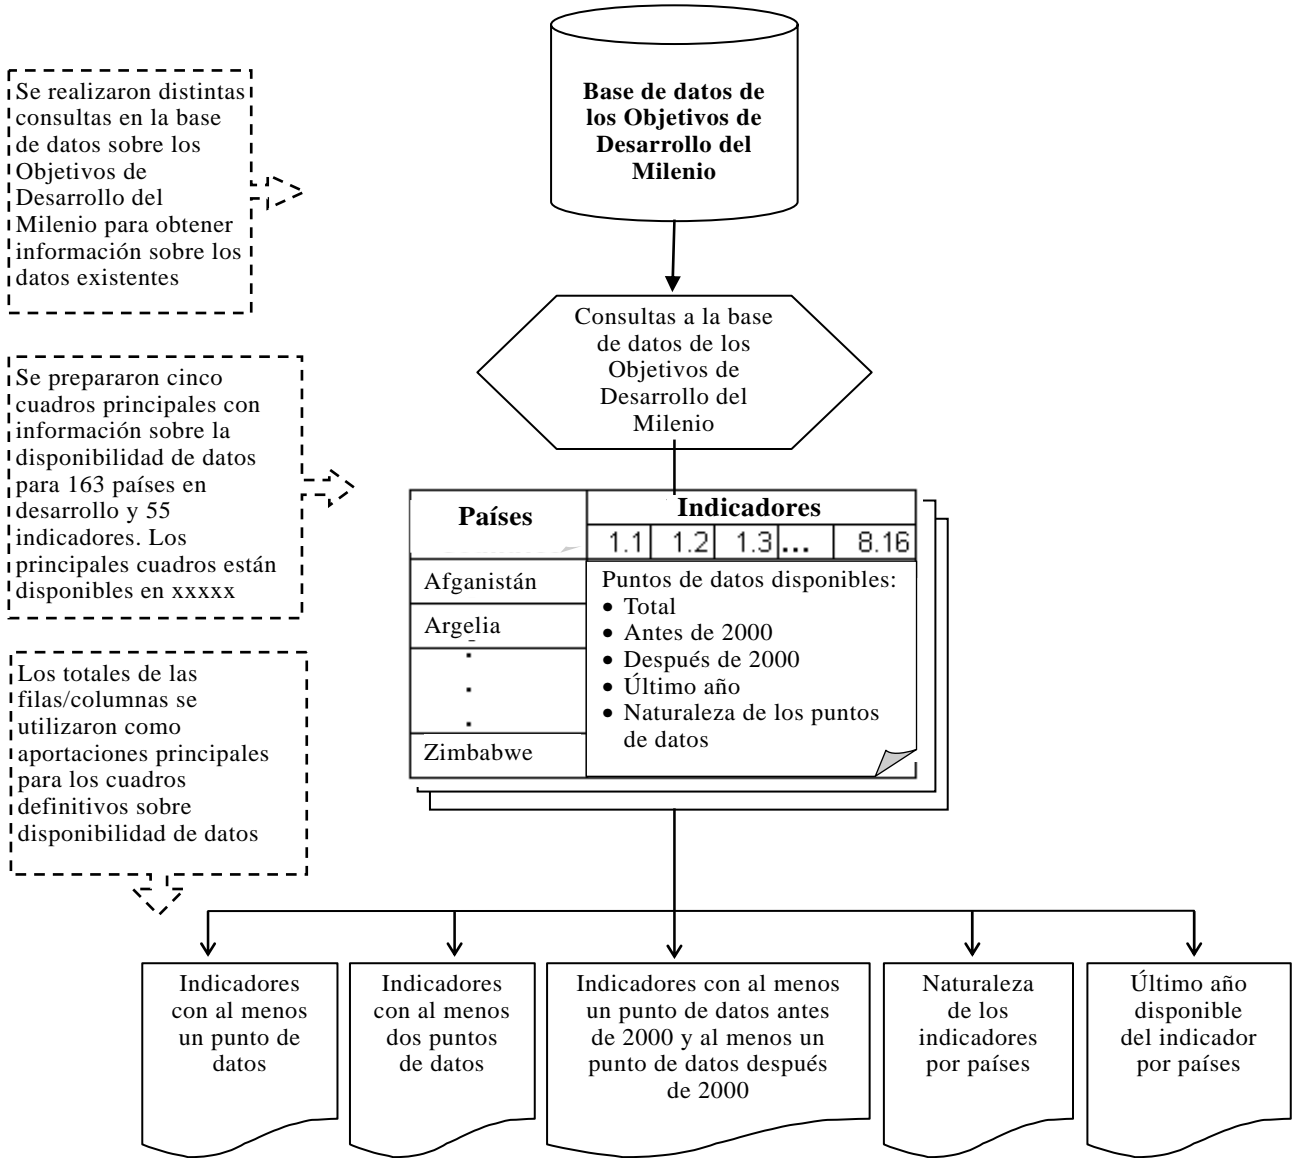 Base de datos de
los Objetivos de
Desarrollo del
Milenio
Se realizaron distintas
consultas en la base
de datos sobre los
Objetivos de
Desarrollo del
Milenio para obtener
información sobre los
datos existentes
Consultas a la base
de datos de los
Objetivos de
Desarrollo del
Milenio
Se prepararon cinco
cuadros principales con
información sobre la
disponibilidad de datos
para 163 países en
desarrollo y 55
indicadores. Los
principales cuadros están
disponibles en xxxxx
Países
Indicadores
1.1 1.2 1.3 ... 8.16
Afganistán
Argelia
.
.
.
Zimbabwe
Puntos de datos disponibles:
• Total
• Antes de 2000
• Después de 2000
• Último año
• Naturaleza de los puntos
de datos
Los totales de las
filas/columnas se
utilizaron como
aportaciones principales
para los cuadros
definitivos sobre
disponibilidad de datos
Indicadores
con al menos
un punto de
datos
Indicadores
con al menos
dos puntos
de datos
Indicadores con al menos
un punto de datos antes
de 2000 y al menos un
punto de datos después
de 2000
Naturaleza
de los
indicadores
por países
Último año
disponible
del indicador
por países